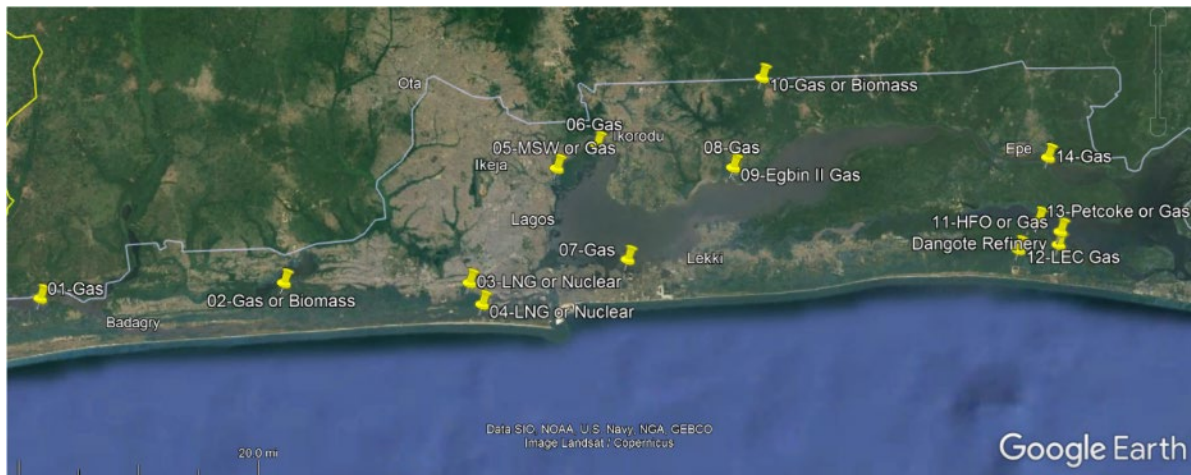 Ota
10-Gas or Biomass
06-Gas
Ikorodu
05-MSW or Gas
Ikeja
08-Gas
09-Egbin II Gas
Epe
14-Gas
Lagos
13-Petcoke or Gas
11-HFO or Gas
Dangote Refinery
12-LEC Gas
07-Gas
Lekki
01-Gas
02-Gas or Biomass
03-LNG or Nuclear
04-LNG or Nuclear
Badagry
Data SIO, NOAA, U.S. Navy, NGA, GEBCO
Image Landsat / Copernicus
20.0 mi
Google Earth